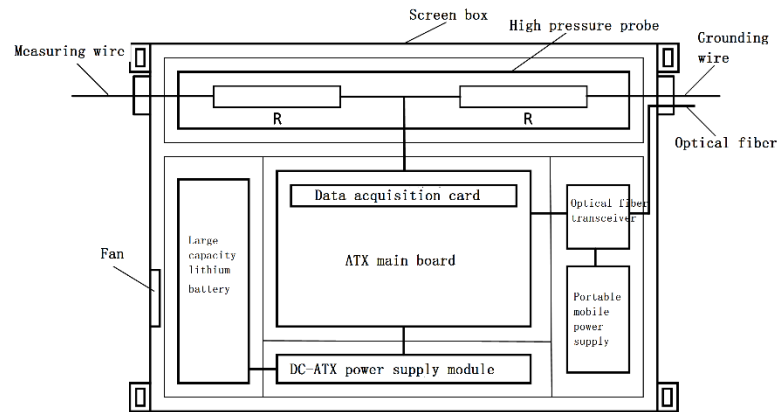 Screen box
High pressure probe
Measuring wire
Grounding
wire
R
R
Optical fiber
Data acquisition card
Optical fiber
transceiver
Large
capacity
lithium
battery
ATX main board
Fan
Portable
mobile
power
supply
DC-ATX power supply module